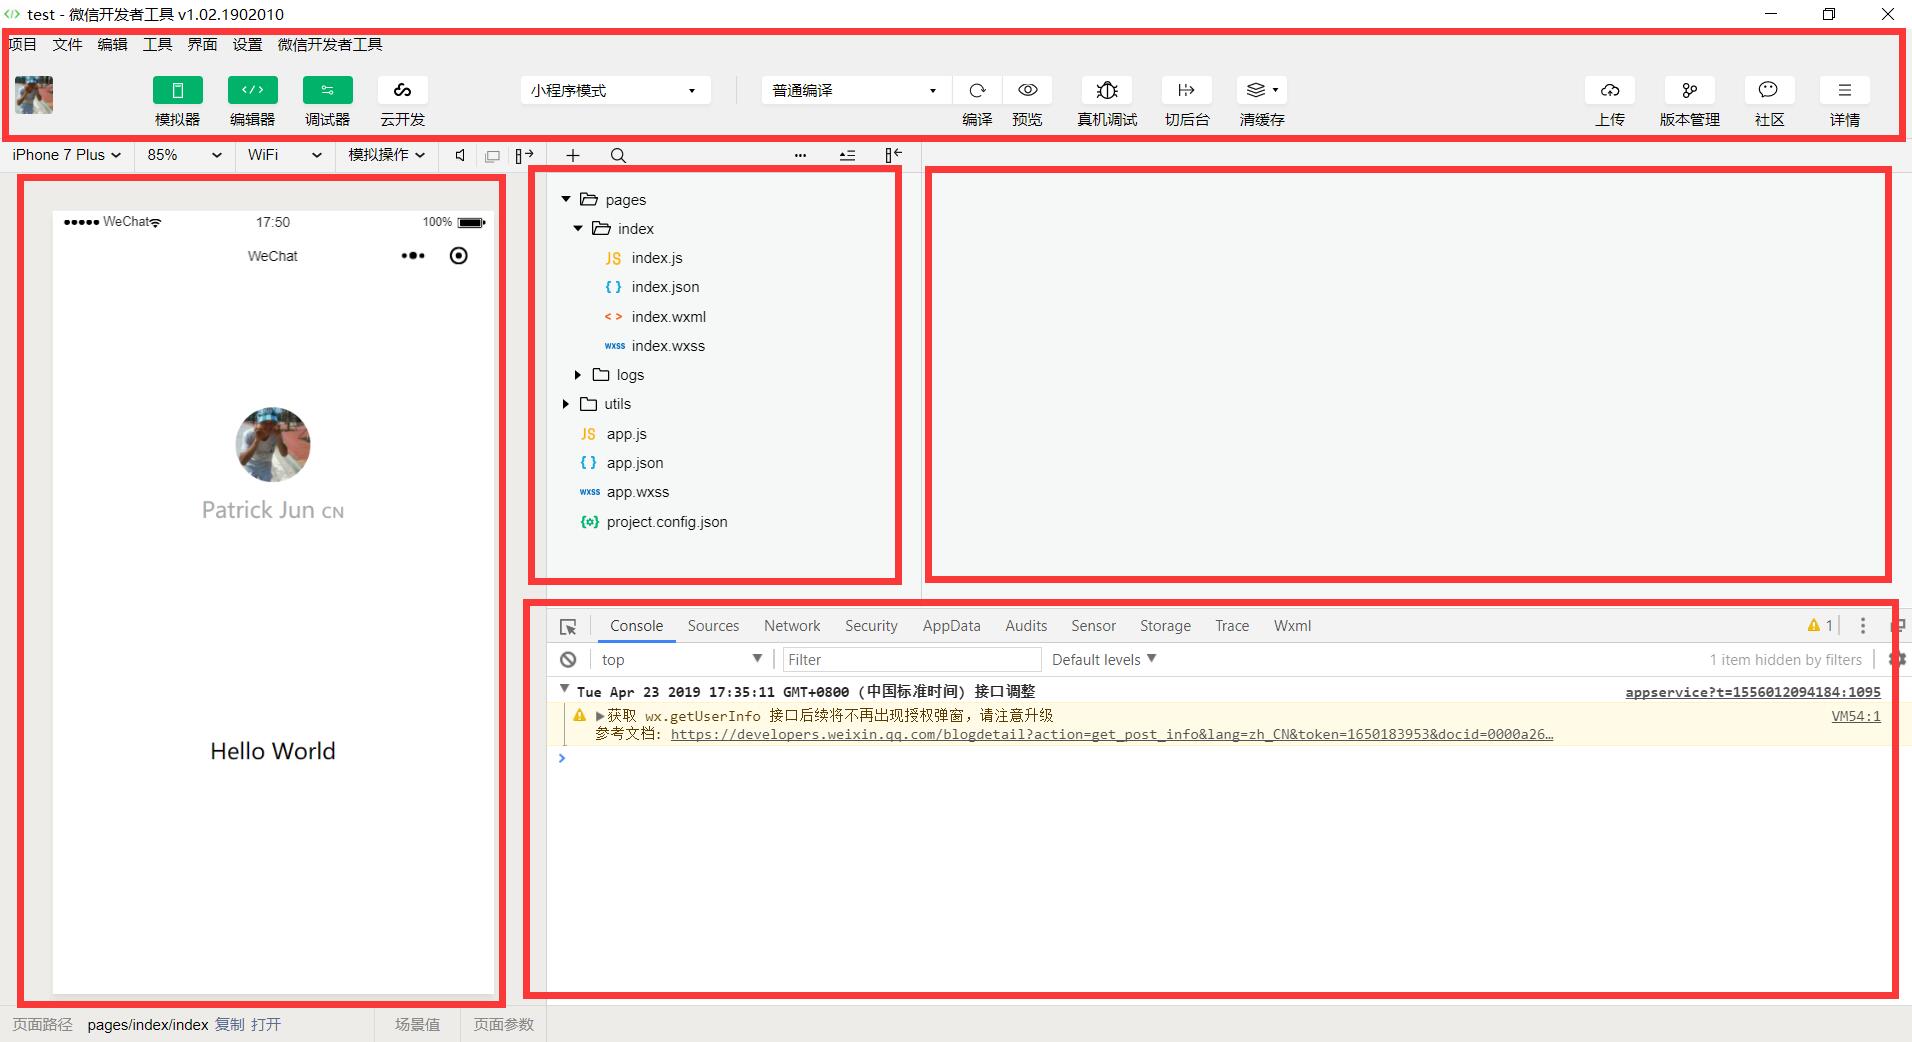 test - 微信开发者工具 v1.02.1902010
项目 文件 编辑 工具 界面 设置 微信开发者工具
小程序模式 普通编译
模拟器 编辑器 调试器 云开发 编译 预览 真机调试 切后台 清缓存 上传 版本管理 社区 详情
iPhone 7 Plus 85% WiFi 模拟操作
WeChat 17:50 100%
WeChat
Patrick Jun CN
Hello World
pages
index
JS index.js
{ } index.json
< > index.wxml
wxss index.wxss
logs
utils
JS app.js
{ } app.json
wxss app.wxss
project.config.json
Console Sources Network Security AppData Audits Sensor Storage Trace Wxml 1
top Filter Default levels 1 item hidden by filters
Tue Apr 23 2019 17:35:11 GMT+0800 (中国标准时间) 接口调整 appservice?t=1556012094184:1095
获取 wx.getUserInfo 接口后续将不再出现授权弹窗，请注意升级 VM54:1
参考文档: https://developers.weixin.qq.com/blogdetail?action=get_post_info&lang=zh_CN&token=1650183953&docid=0000a26…
页面路径 pages/index/index 复制 打开 场景值 页面参数